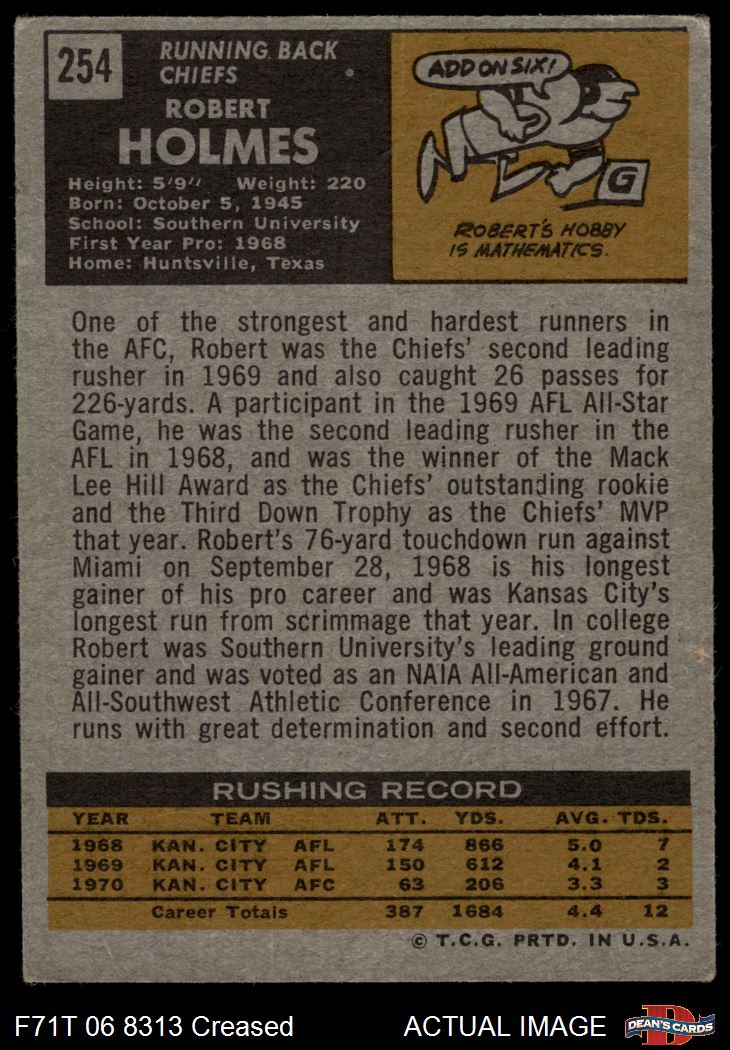 254
RUNNING BACK
CHIEFS
ROBERT
HOLMES
Height: 5'9" Weight: 220
Born: October 5, 1945
School: Southern University
First Year Pro: 1968
Home: Huntsville, Texas
ADD ON SIX!
G
ROBERT'S HOBBY
IS MATHEMATICS.
One of the strongest and hardest runners in
the AFC, Robert was the Chiefs' second leading
rusher in 1969 and also caught 26 passes for
226-yards. A participant in the 1969 AFL All-Star
Game, he was the second leading rusher in the
AFL in 1968, and was the winner of the Mack
Lee Hill Award as the Chiefs' outstanding rookie
and the Third Down Trophy as the Chiefs' MVP
that year. Robert's 76-yard touchdown run against
Miami on September 28, 1968 is his longest
gainer of his pro career and was Kansas City's
longest run from scrimmage that year. In college
Robert was Southern University's leading ground
gainer and was voted as an NAIA All-American and
All-Southwest Athletic Conference in 1967. He
runs with great determination and second effort.
RUSHING RECORD
YEAR TEAM ATT. YDS. AVG. TDS.
1968 KAN. CITY AFL 174 866 5.0 7
1969 KAN. CITY AFL 150 612 4.1 2
1970 KAN. CITY AFC 63 206 3.3 3
Career Totals 387 1684 4.4 12
© T.C.G. PRTD. IN U.S.A.
F71T 06 8313 Creased ACTUAL IMAGE
D
DEAN'S CARDS